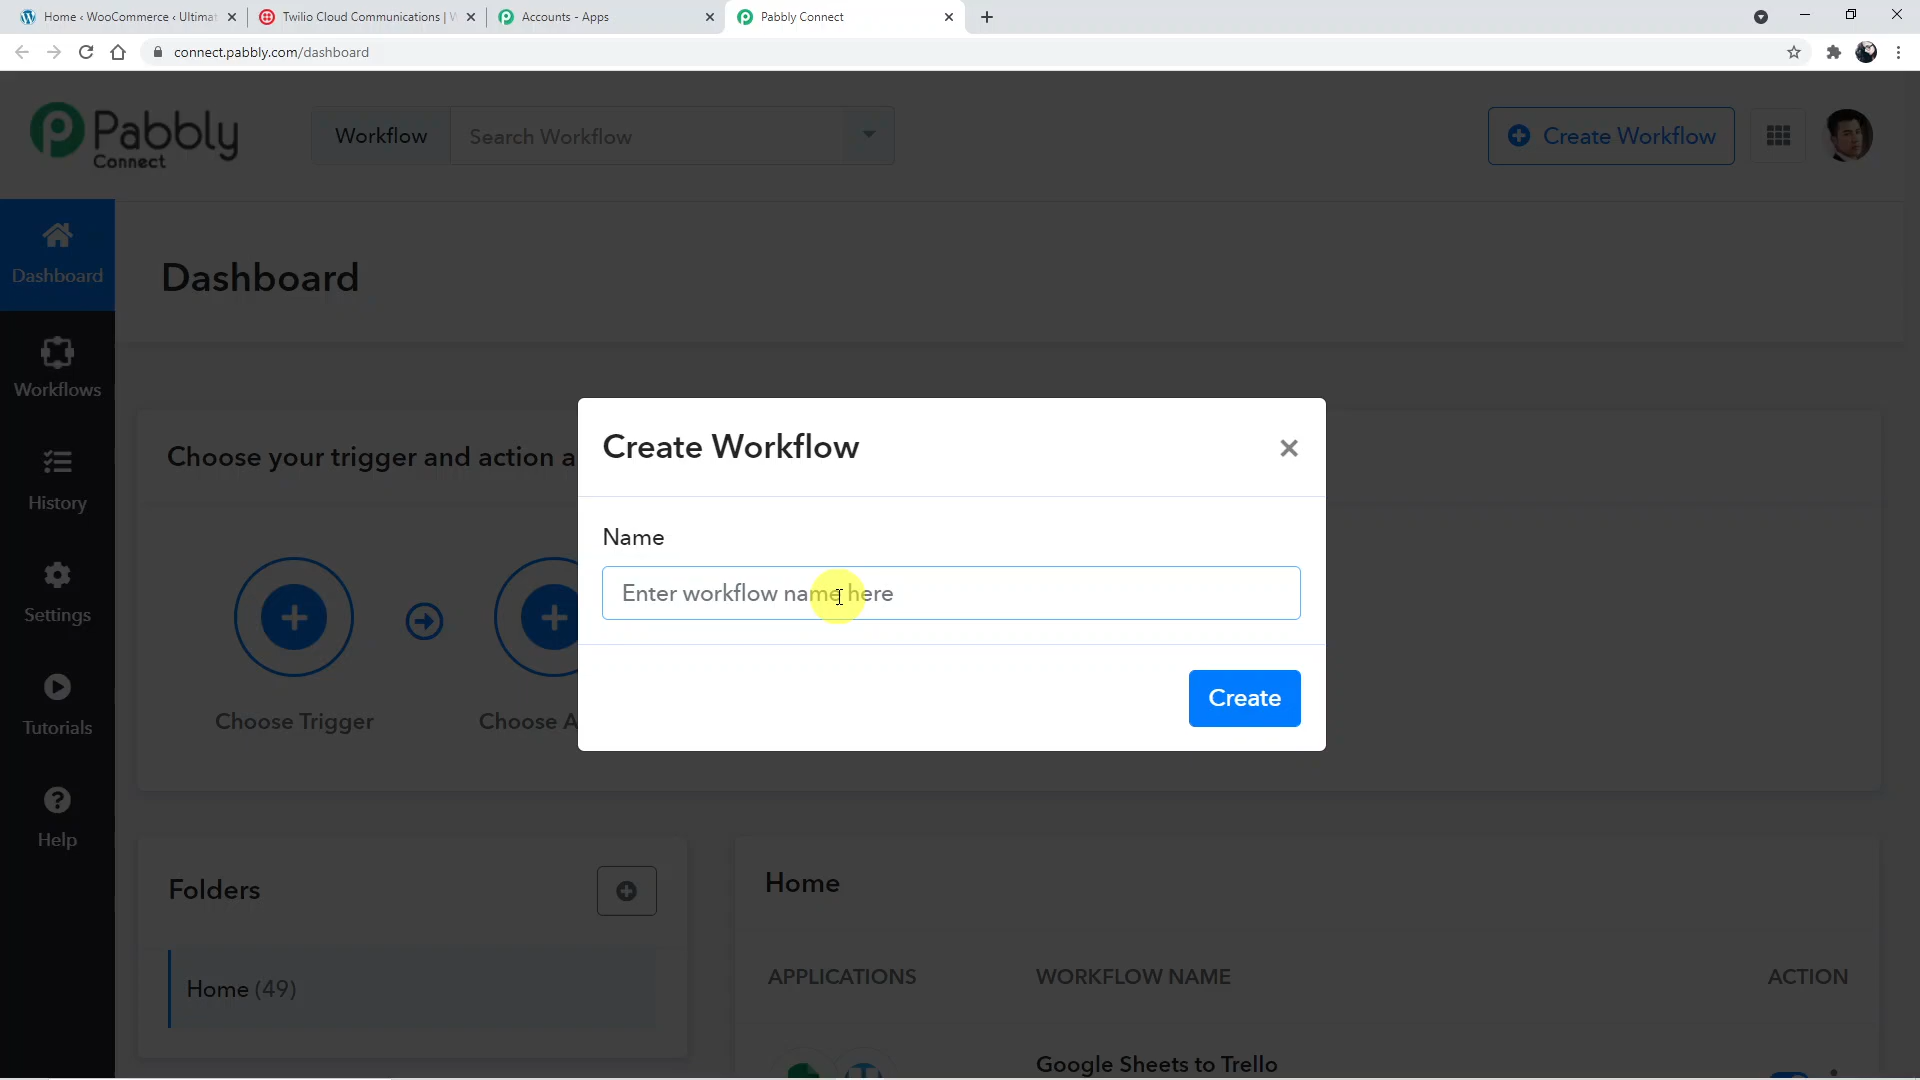 Home ‹ WooCommerce ‹ Ultimat
Twilio Cloud Communications | W
Accounts - Apps
Pabbly Connect
connect.pabbly.com/dashboard
Pabbly
Connect
Workflow
Search Workflow
Create Workflow
Dashboard
Dashboard
Workflows
History
Settings
Tutorials
Help
Choose your trigger and action a
Choose Trigger
Choose A
Create Workflow
Name
Enter workflow name here
Create
Folders
Home (49)
Home
APPLICATIONS
WORKFLOW NAME
ACTION
Google Sheets to Trello